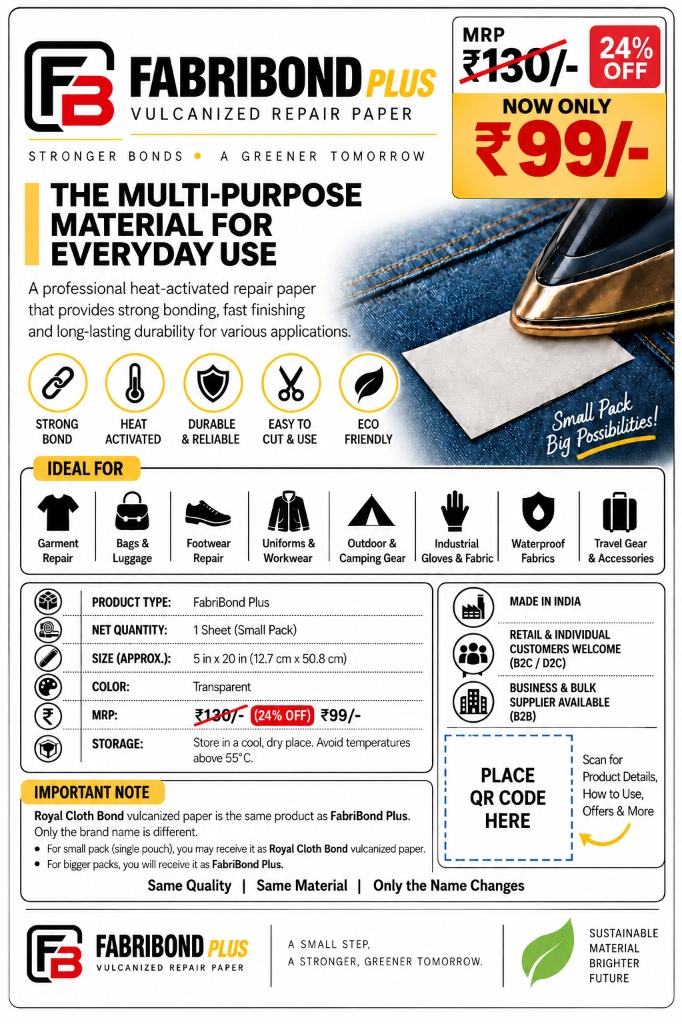 FB
FABRIBOND PLUS
VULCANIZED REPAIR PAPER
STRONGER BONDS • A GREENER TOMORROW
MRP
₹130/-
24%
OFF
NOW ONLY
₹99/-
THE MULTI-PURPOSE
MATERIAL FOR
EVERYDAY USE
A professional heat-activated repair paper
that provides strong bonding, fast finishing
and long-lasting durability for various applications.
STRONG
BOND
HEAT
ACTIVATED
DURABLE
& RELIABLE
EASY TO
CUT & USE
ECO
FRIENDLY
Small Pack
Big Possibilities!
IDEAL FOR
Garment
Repair
Bags &
Luggage
Footwear
Repair
Uniforms &
Workwear
Outdoor &
Camping Gear
Industrial
Gloves & Fabric
Waterproof
Fabrics
Travel Gear
& Accessories
PRODUCT TYPE: FabriBond Plus
NET QUANTITY: 1 Sheet (Small Pack)
SIZE (APPROX.): 5 in x 20 in (12.7 cm x 50.8 cm)
COLOR: Transparent
₹ MRP: ₹130/- (24% OFF) ₹99/-
STORAGE: Store in a cool, dry place. Avoid temperatures
above 55°C.
MADE IN INDIA
RETAIL & INDIVIDUAL
CUSTOMERS WELCOME
(B2C / D2C)
BUSINESS & BULK
SUPPLIER AVAILABLE
(B2B)
PLACE
QR CODE
HERE
Scan for
Product Details,
How to Use,
Offers & More
IMPORTANT NOTE
Royal Cloth Bond vulcanized paper is the same product as FabriBond Plus.
Only the brand name is different.
• For small pack (single pouch), you may receive it as Royal Cloth Bond vulcanized paper.
• For bigger packs, you will receive it as FabriBond Plus.
Same Quality | Same Material | Only the Name Changes
FB
FABRIBOND PLUS
VULCANIZED REPAIR PAPER
A SMALL STEP,
A STRONGER, GREENER TOMORROW.
SUSTAINABLE
MATERIAL
BRIGHTER
FUTURE